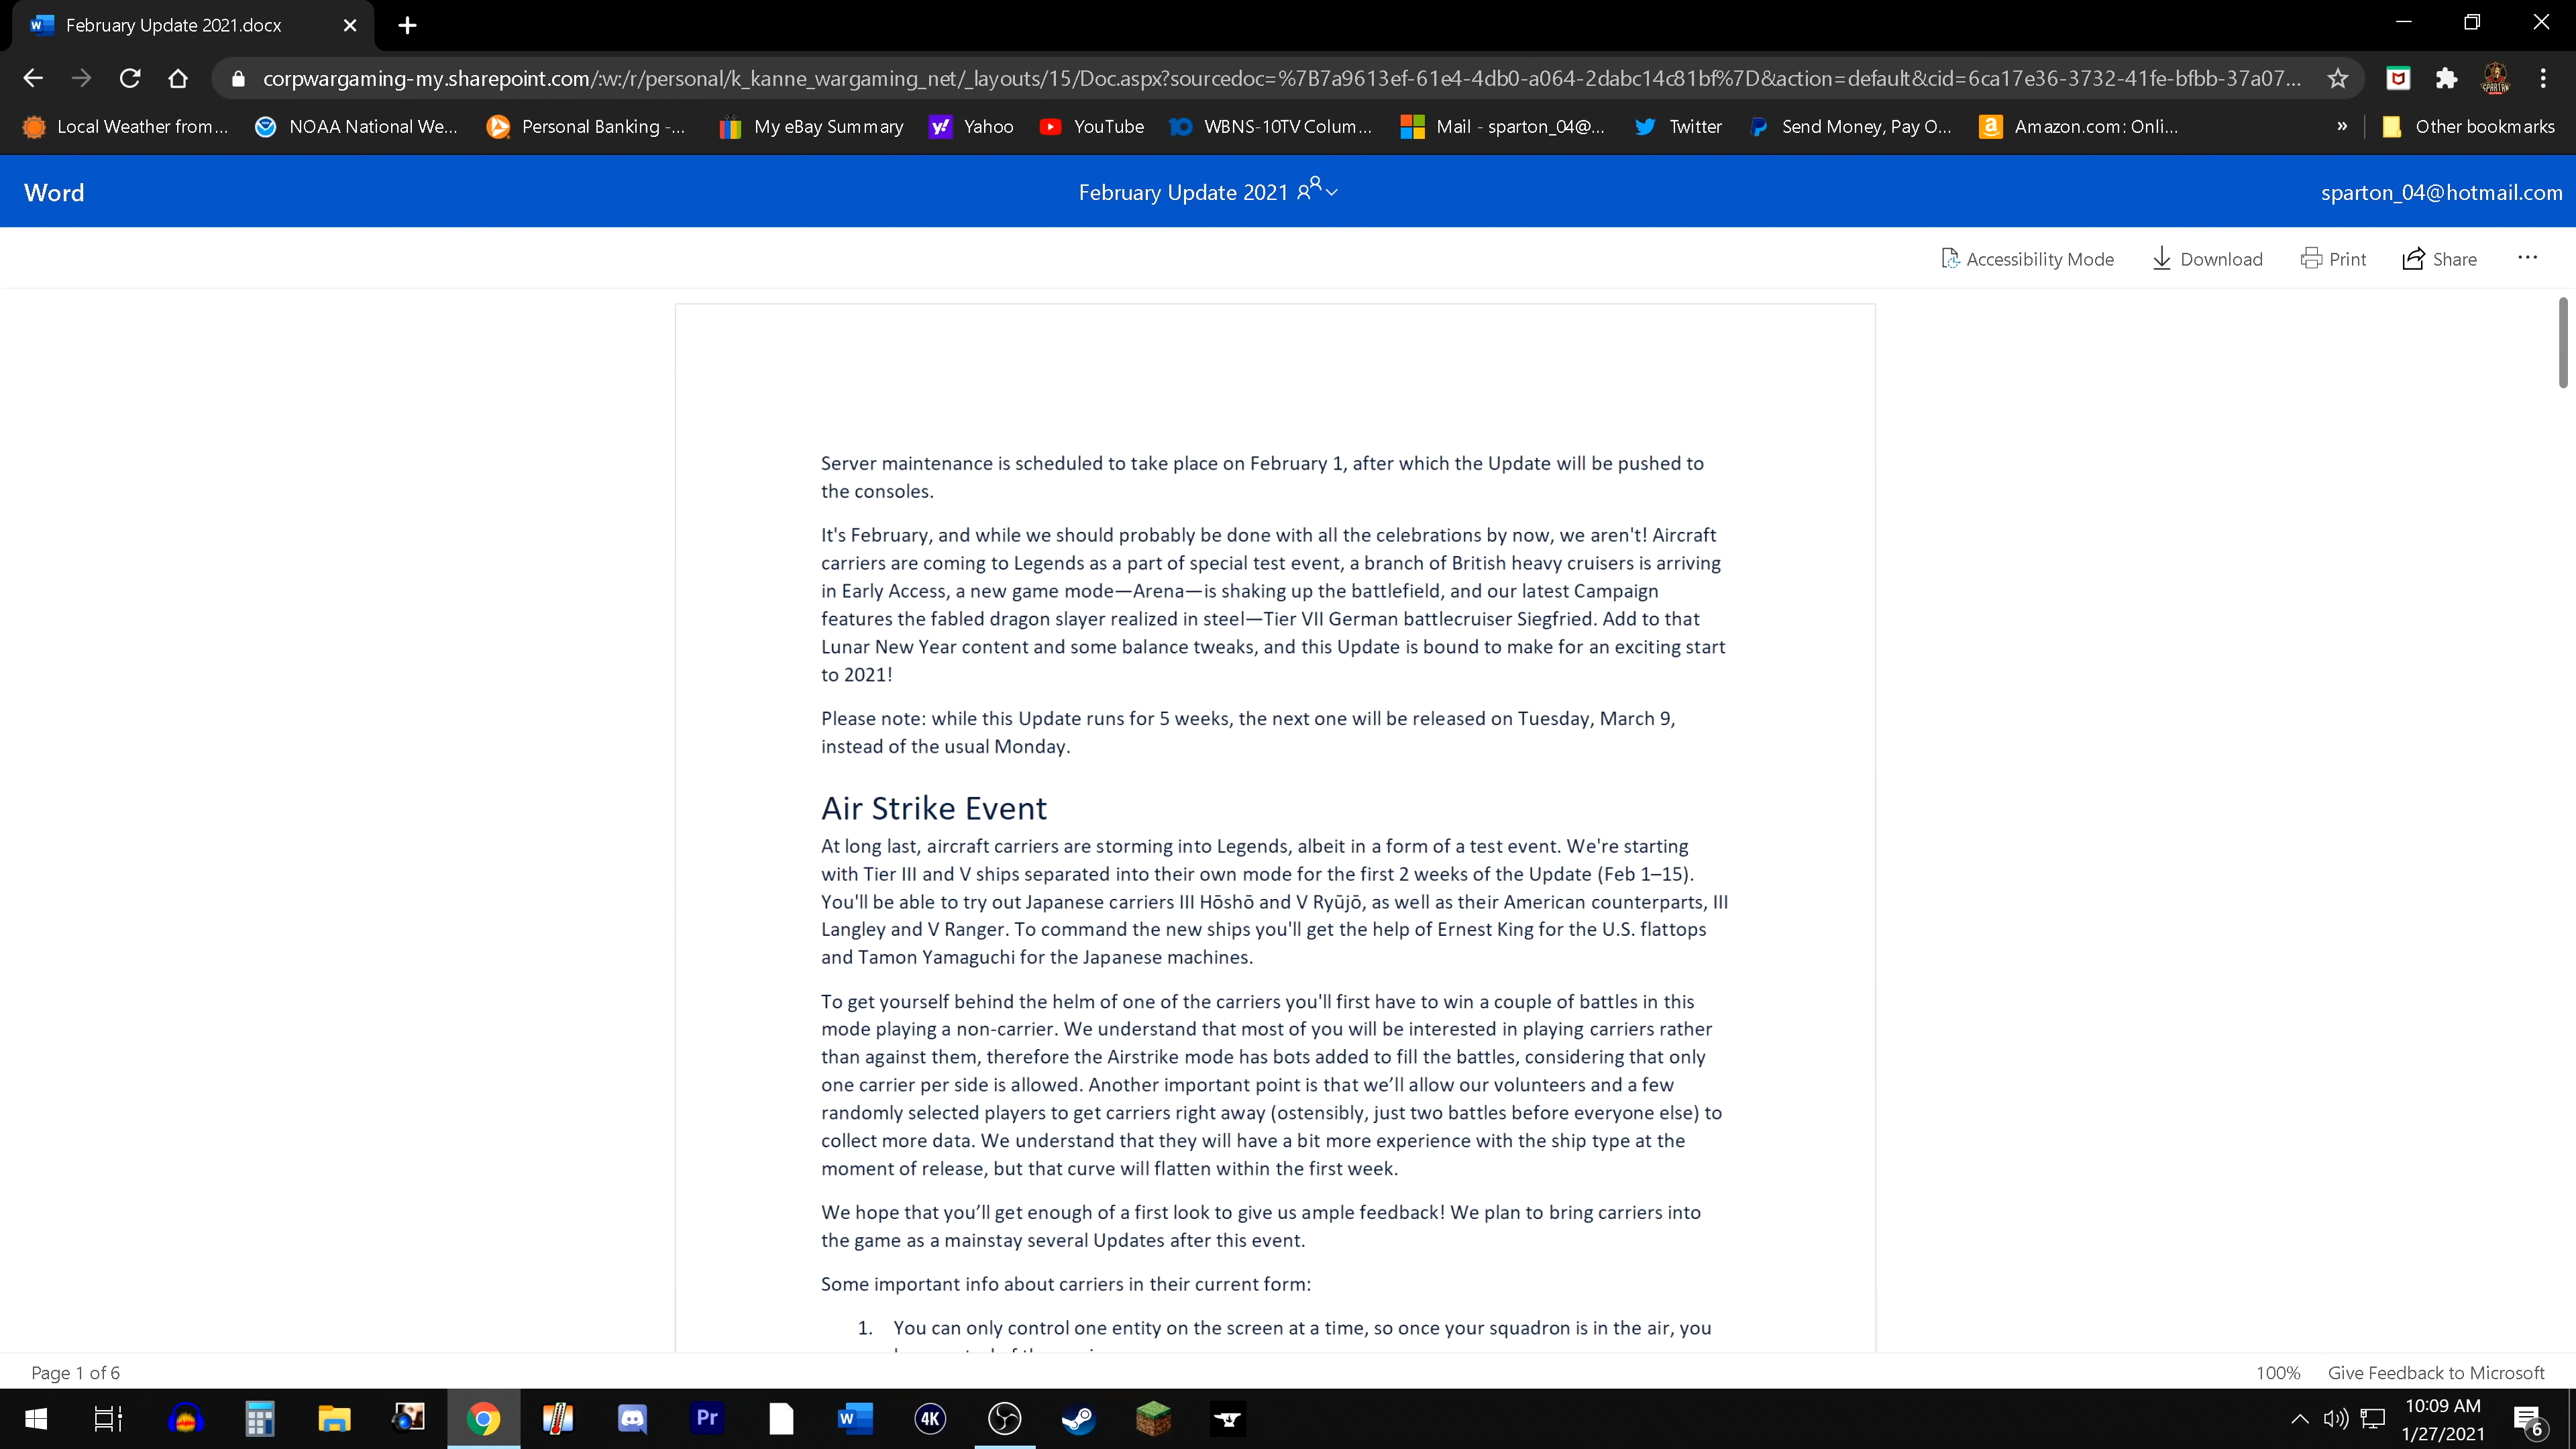 February Update 2021.docx
corpwargaming-my.sharepoint.com/:w:/r/personal/k_kanne_wargaming_net/_layouts/15/Doc.aspx?sourcedoc=%7B7a9613ef-61e4-4db0-a064-2dabc14c81bf%7D&action=default&cid=6ca17e36-3732-41fe-bfbb-37a07...
Local Weather from... NOAA National We... Personal Banking -... My eBay Summary Yahoo YouTube WBNS-10TV Colum... Mail - sparton_04@... Twitter Send Money, Pay O... Amazon.com: Onli... » Other bookmarks
Word February Update 2021 sparton_04@hotmail.com
Accessibility Mode Download Print Share ...
Server maintenance is scheduled to take place on February 1, after which the Update will be pushed to
the consoles.
It's February, and while we should probably be done with all the celebrations by now, we aren't! Aircraft
carriers are coming to Legends as a part of special test event, a branch of British heavy cruisers is arriving
in Early Access, a new game mode—Arena—is shaking up the battlefield, and our latest Campaign
features the fabled dragon slayer realized in steel—Tier VII German battlecruiser Siegfried. Add to that
Lunar New Year content and some balance tweaks, and this Update is bound to make for an exciting start
to 2021!
Please note: while this Update runs for 5 weeks, the next one will be released on Tuesday, March 9,
instead of the usual Monday.
Air Strike Event
At long last, aircraft carriers are storming into Legends, albeit in a form of a test event. We're starting
with Tier III and V ships separated into their own mode for the first 2 weeks of the Update (Feb 1–15).
You'll be able to try out Japanese carriers III Hōshō and V Ryūjō, as well as their American counterparts, III
Langley and V Ranger. To command the new ships you'll get the help of Ernest King for the U.S. flattops
and Tamon Yamaguchi for the Japanese machines.
To get yourself behind the helm of one of the carriers you'll first have to win a couple of battles in this
mode playing a non-carrier. We understand that most of you will be interested in playing carriers rather
than against them, therefore the Airstrike mode has bots added to fill the battles, considering that only
one carrier per side is allowed. Another important point is that we’ll allow our volunteers and a few
randomly selected players to get carriers right away (ostensibly, just two battles before everyone else) to
collect more data. We understand that they will have a bit more experience with the ship type at the
moment of release, but that curve will flatten within the first week.
We hope that you’ll get enough of a first look to give us ample feedback! We plan to bring carriers into
the game as a mainstay several Updates after this event.
Some important info about carriers in their current form:
1. You can only control one entity on the screen at a time, so once your squadron is in the air, you
Page 1 of 6 100% Give Feedback to Microsoft
Pr W 4K 10:09 AM
1/27/2021 6